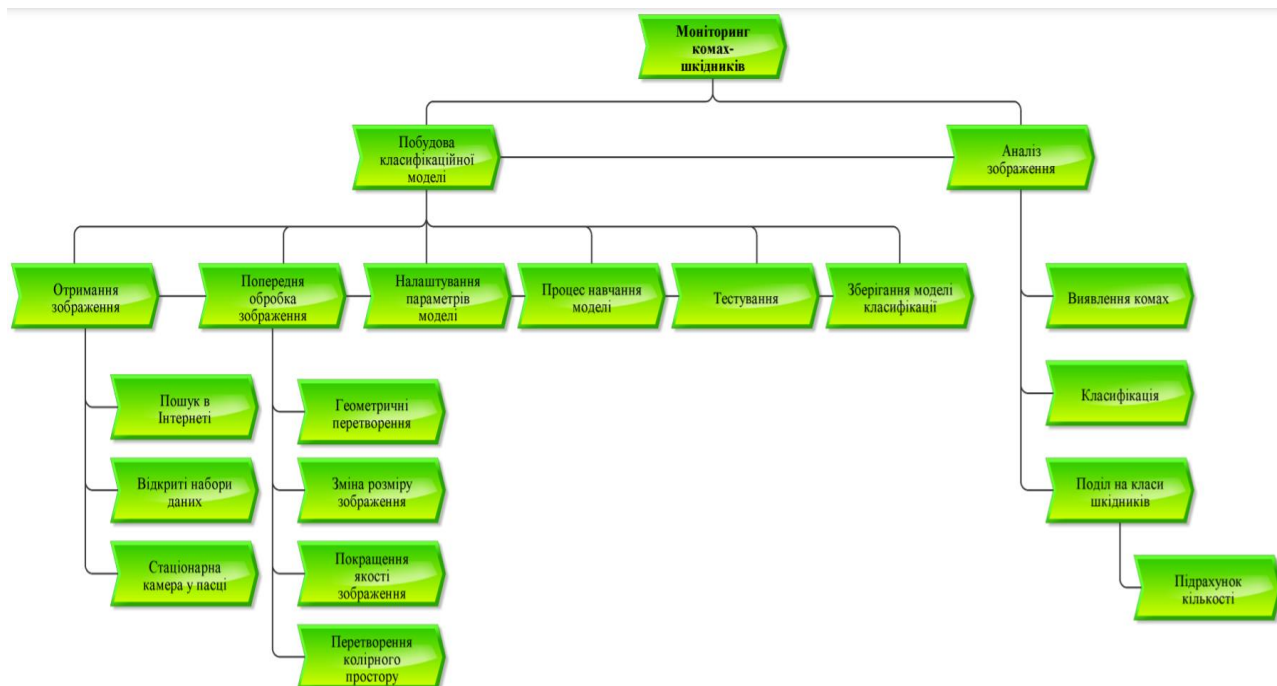 Моніторинг
комах-
шкідників
Побудова
класифікаційної
моделі
Аналіз
зображення
Отримання
зображення
Попередня
обробка
зображення
Налаштування
параметрів
моделі
Процес навчання
моделі
Тестування
Зберігання моделі
класифікації
Виявлення комах
Пошук в
Інтернеті
Геометричні
перетворення
Класифікація
Відкриті набори
даних
Зміна розміру
зображення
Поділ на класи
шкідників
Стаціонарна
камера у пасці
Покращення
якості
зображення
Підрахунок
кількості
Перетворення
колірного
простору